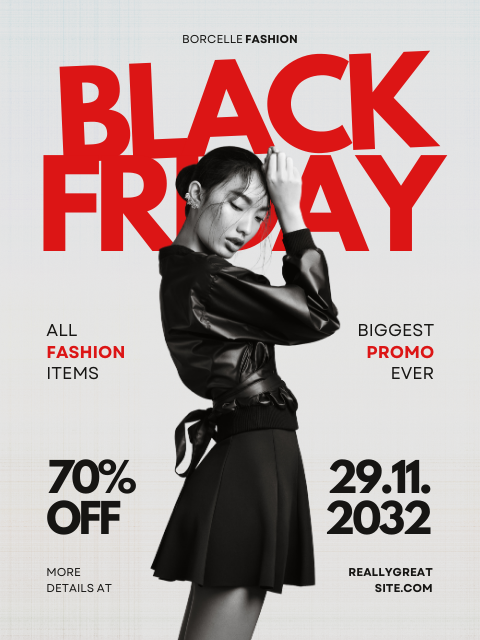 BORCELLE FASHION
BLACK
FRIDAY
ALL
FASHION
ITEMS
BIGGEST
PROMO
EVER
70%
OFF
29.11.
2032
MORE
DETAILS AT
REALLYGREAT
SITE.COM